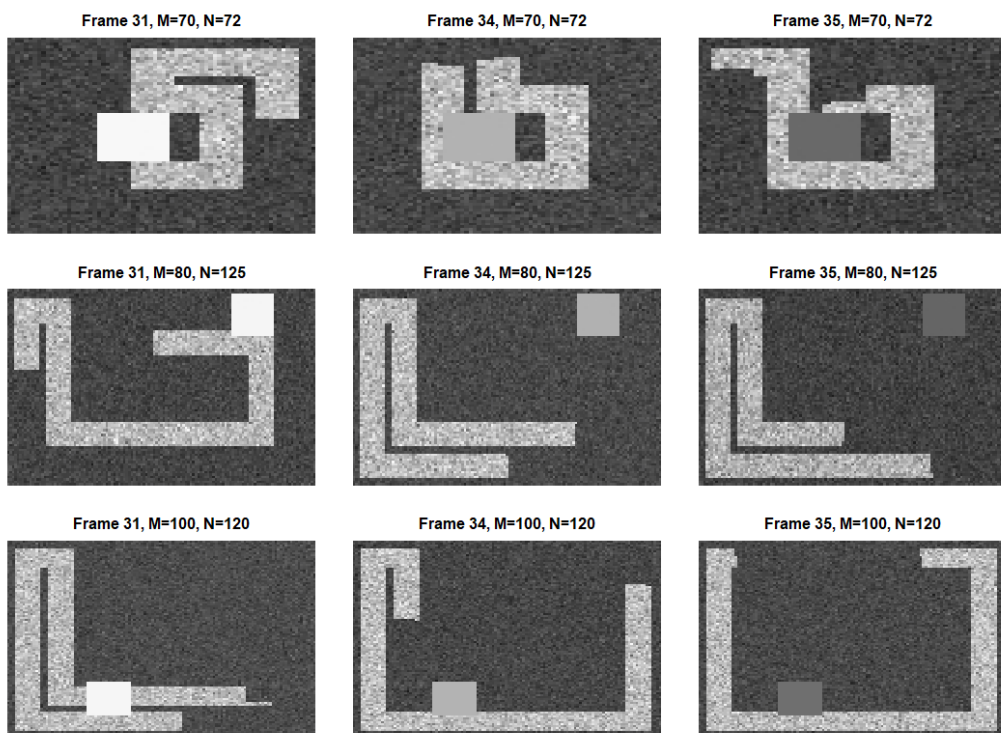 Frame 31, M=70, N=72
Frame 34, M=70, N=72
Frame 35, M=70, N=72
Frame 31, M=80, N=125
Frame 34, M=80, N=125
Frame 35, M=80, N=125
Frame 31, M=100, N=120
Frame 34, M=100, N=120
Frame 35, M=100, N=120